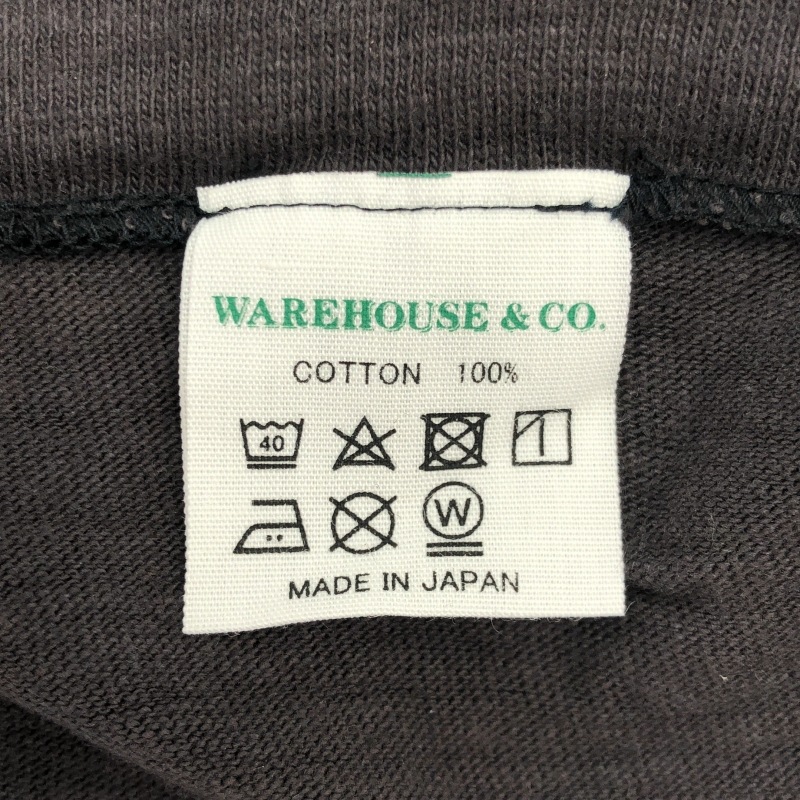 WAREHOUSE & CO.
COTTON 100%
40
W
MADE IN JAPAN